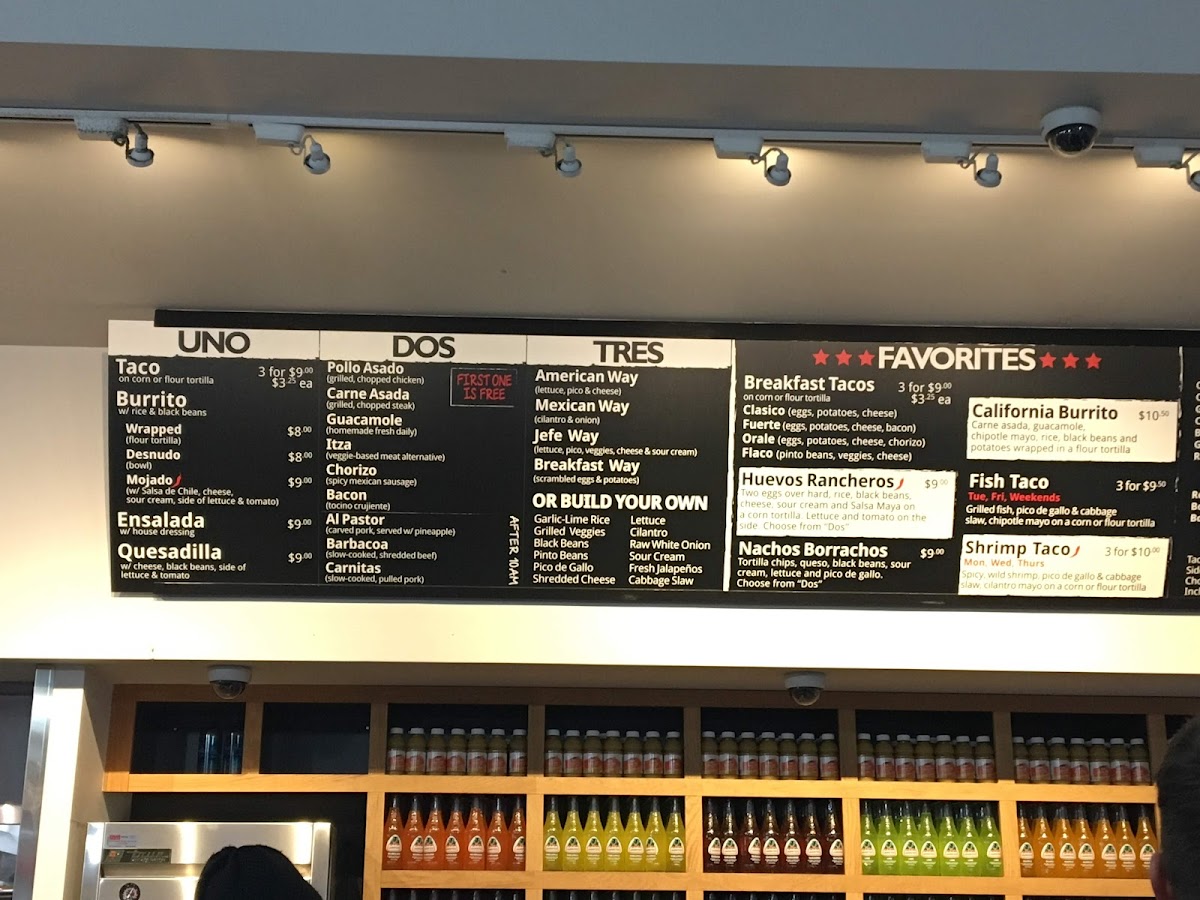 UNO
Taco 3 for $9.00
on corn or flour tortilla $3.25 ea
Burrito
w/ rice & black beans
Wrapped $8.00
(flour tortilla)
Desnudo $8.00
(bowl)
Mojado $9.00
(w/ Salsa de Chile, cheese,
sour cream, side of lettuce & tomato)
Ensalada $9.00
w/ house dressing
Quesadilla $9.00
w/ cheese, black beans, side of
lettuce & tomato
DOS
Pollo Asado
(grilled, chopped chicken)
FIRST ONE
IS FREE
Carne Asada
(grilled, chopped steak)
Guacamole
(homemade fresh daily)
Itza
(veggie-based meat alternative)
Chorizo
(spicy mexican sausage)
Bacon
(tocino crujiente)
Al Pastor
(carved pork, served w/ pineapple)
Barbacoa
(slow-cooked, shredded beef)
Carnitas
(slow-cooked, pulled pork)
AFTER 10AM
TRES
American Way
(lettuce, pico & cheese)
Mexican Way
(cilantro & onion)
Jefe Way
(lettuce, pico, veggies, cheese & sour cream)
Breakfast Way
(scrambled eggs & potatoes)
OR BUILD YOUR OWN
Garlic-Lime Rice Lettuce
Grilled Veggies Cilantro
Black Beans Raw White Onion
Pinto Beans Sour Cream
Pico de Gallo Fresh Jalapeños
Shredded Cheese Cabbage Slaw
FAVORITES
Breakfast Tacos 3 for $9.00
on corn or flour tortilla $3.25 ea
Clasico (eggs, potatoes, cheese)
Fuerte (eggs, potatoes, cheese, bacon)
Orale (eggs, potatoes, cheese, chorizo)
Flaco (pinto beans, veggies, cheese)
Huevos Rancheros $9.00
Two eggs over hard, rice, black beans,
cheese, sour cream and Salsa Maya on
a corn tortilla. Lettuce and tomato on the
side. Choose from "Dos"
Nachos Borrachos $9.00
Tortilla chips, queso, black beans, sour
cream, lettuce and pico de gallo.
Choose from "Dos"
California Burrito $10.50
Carne asada, guacamole,
chipotle mayo, rice, black beans and
potatoes wrapped in a flour tortilla
Fish Taco 3 for $9.50
Tue, Fri, Weekends
Grilled fish, pico de gallo & cabbage
slaw, chipotle mayo on a corn or flour tortilla
Shrimp Taco 3 for $10.00
Mon, Wed, Thurs
Spicy, wild shrimp, pico de gallo & cabbage
slaw, cilantro mayo on a corn or flour tortilla